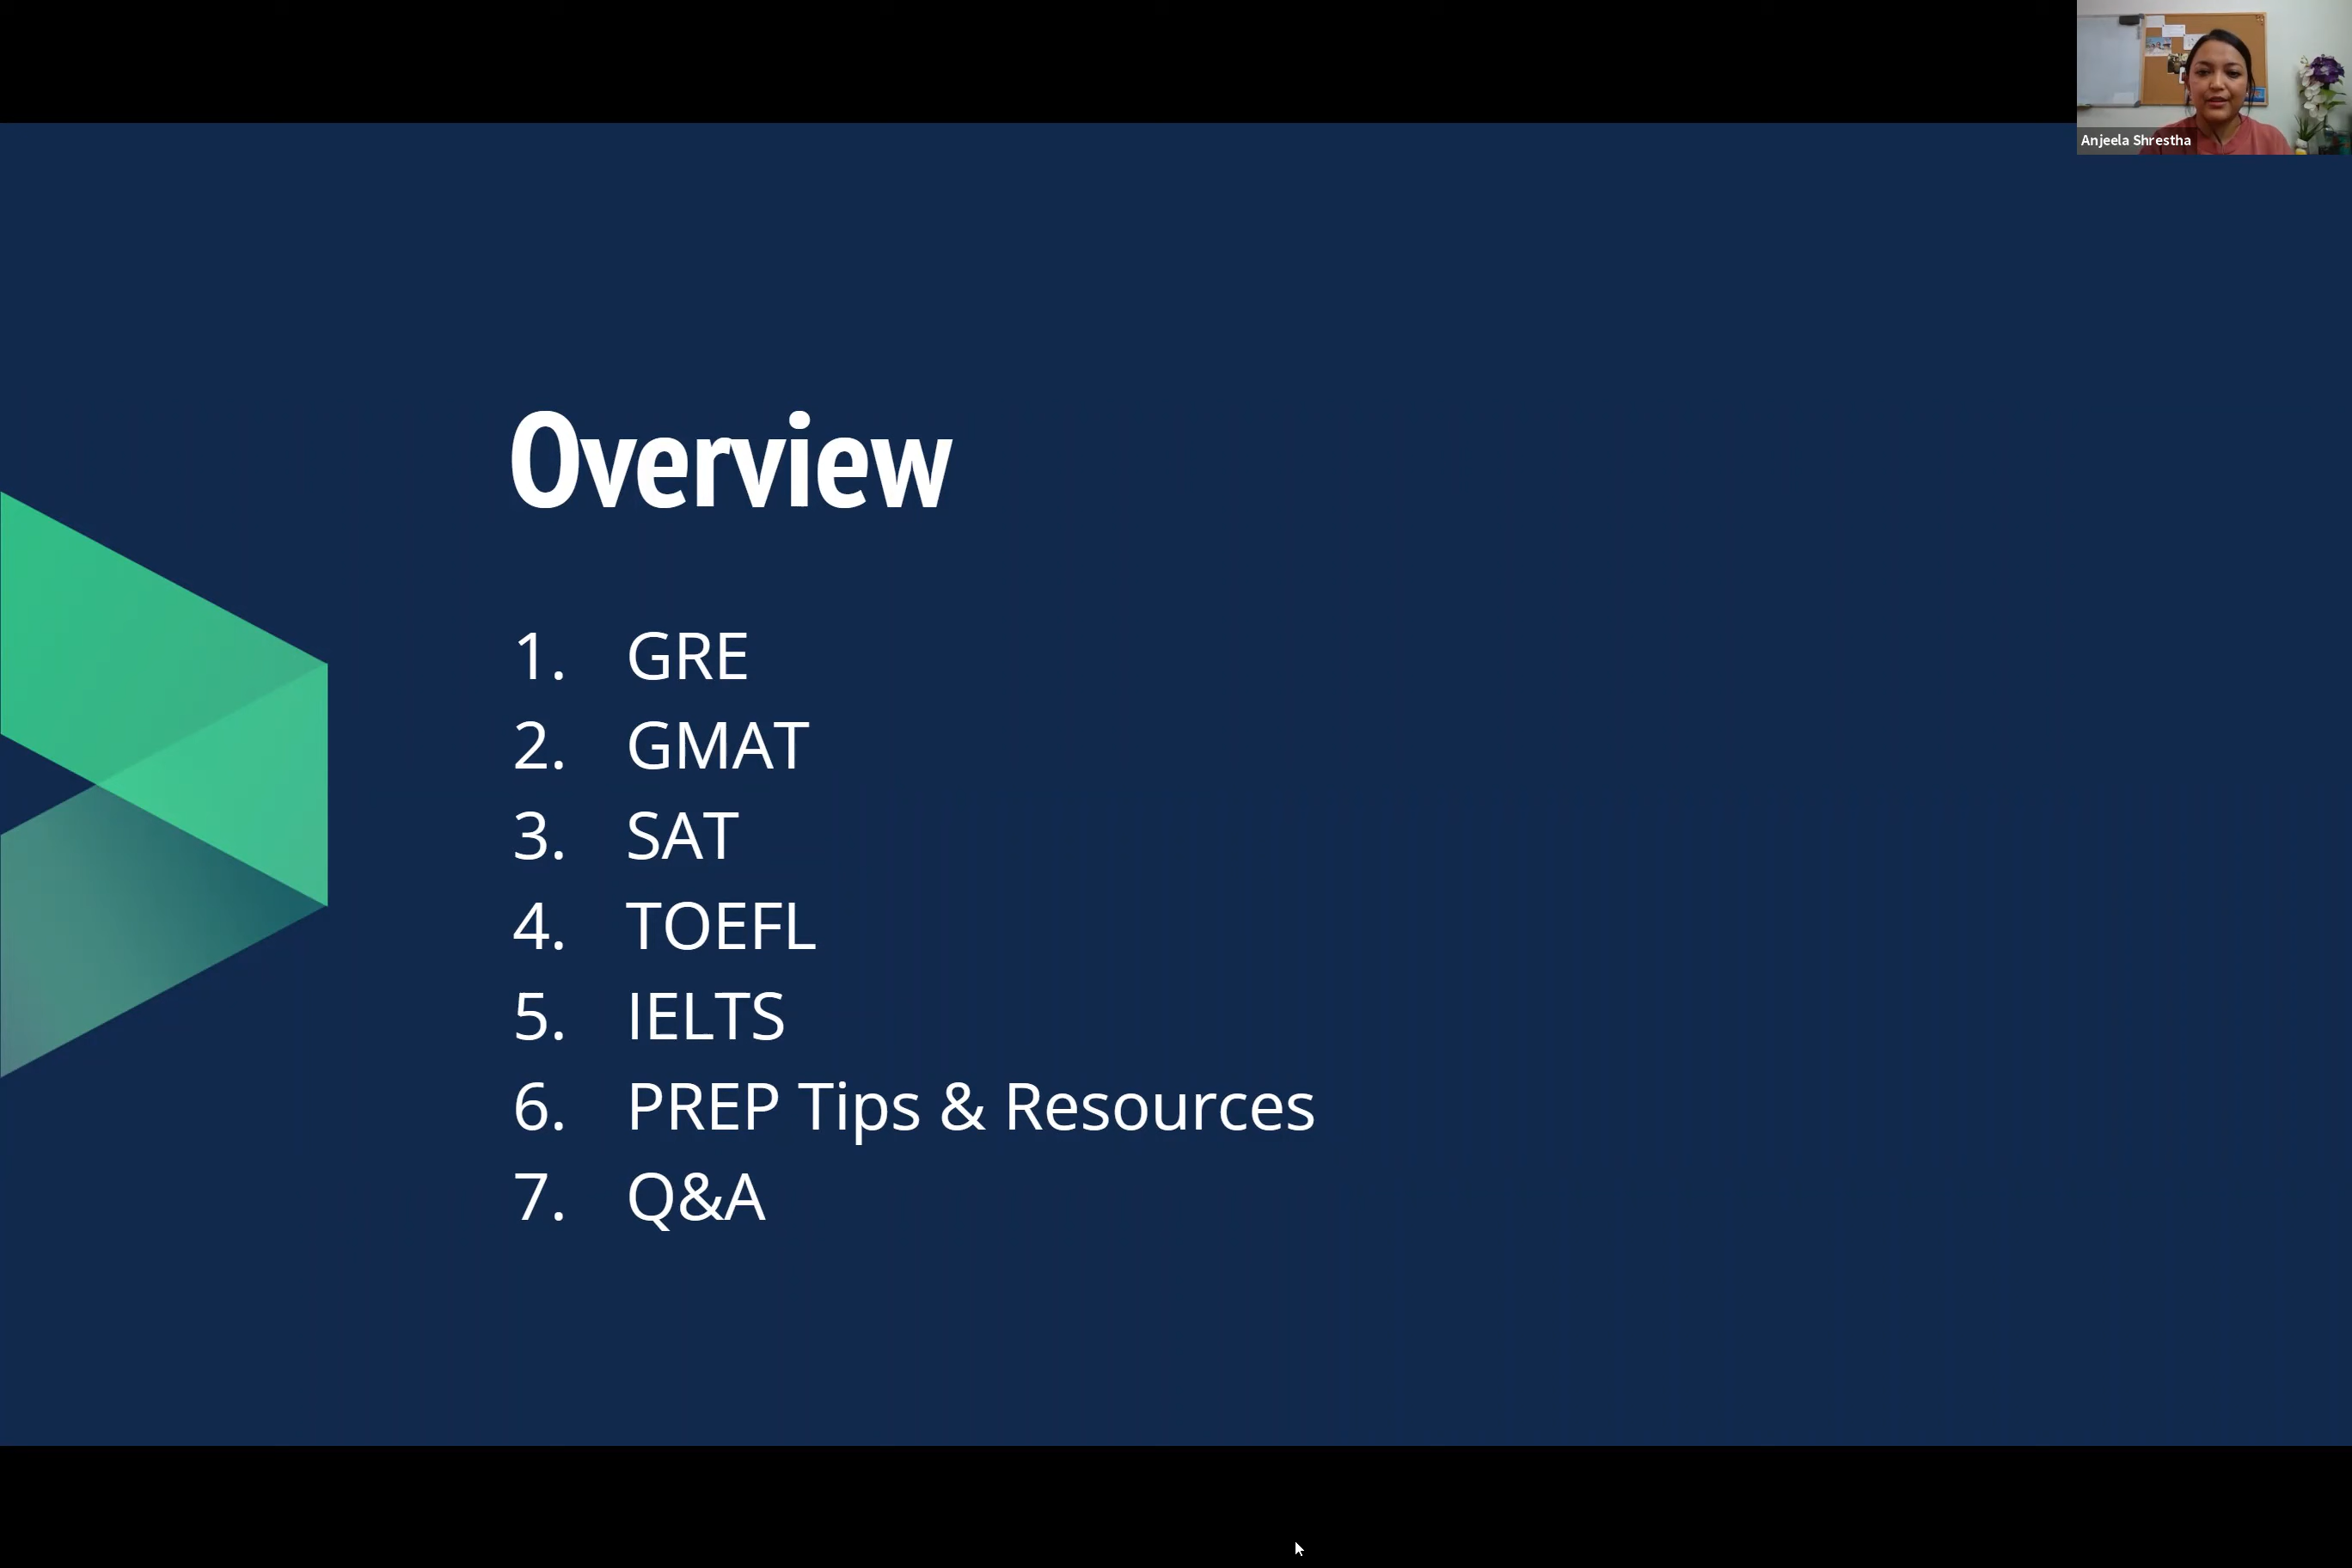 Anjeela Shrestha
Overview
1. GRE
2. GMAT
3. SAT
4. TOEFL
5. IELTS
6. PREP Tips & Resources
7. Q&A